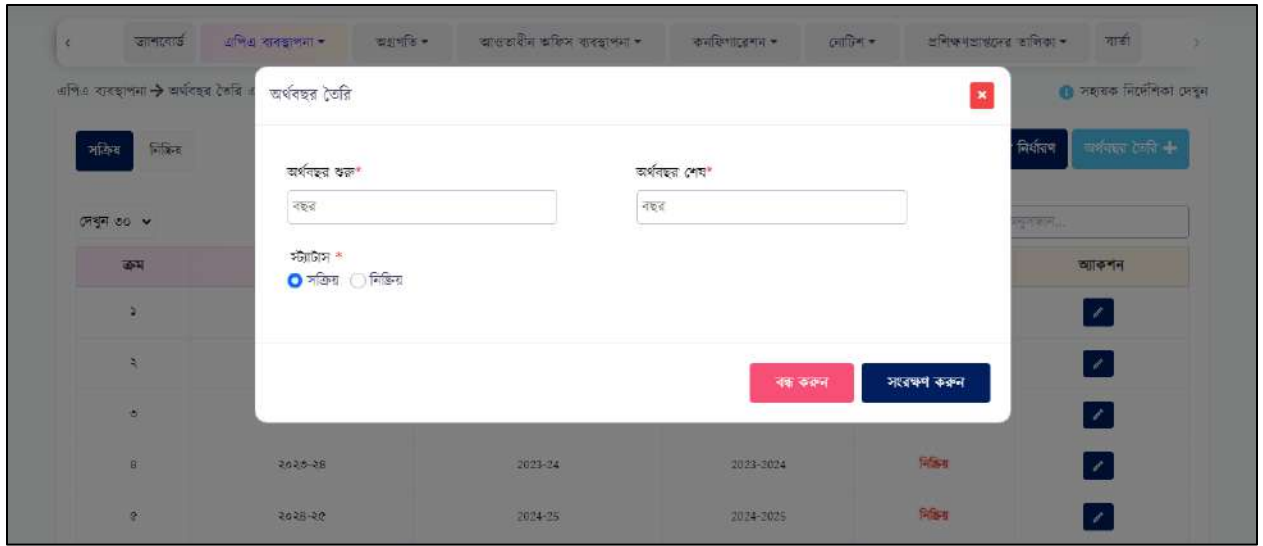 ড্যাশবোর্ড এপিএ ব্যবস্থাপনা অগ্রগতি আওতাধীন অফিস ব্যবস্থাপনা কনফিগারেশন নোটিশ প্রশিক্ষণপ্রাপ্তদের তালিকা বার্তা
এপিএ ব্যবস্থাপনা → অর্থবছর তৈরি
সহায়ক নির্দেশিকা দেখুন
অর্থবছর তৈরি
সক্রিয় নিষ্ক্রিয়
নির্ধারণ অর্থবছর তৈরি +
অর্থবছর শুরু* অর্থবছর শেষ*
বছর বছর
দেখুন ৩০
স্ট্যাটাস *
সক্রিয় নিষ্ক্রিয়
ক্রম অ্যাকশন
১
২
বন্ধ করুন সংরক্ষণ করুন
৩
৪ ২০২৩-২৪ 2023-24 2023-2024 নিষ্ক্রিয়
৫ ২০২৪-২৫ 2024-25 2024-2025 নিষ্ক্রিয়